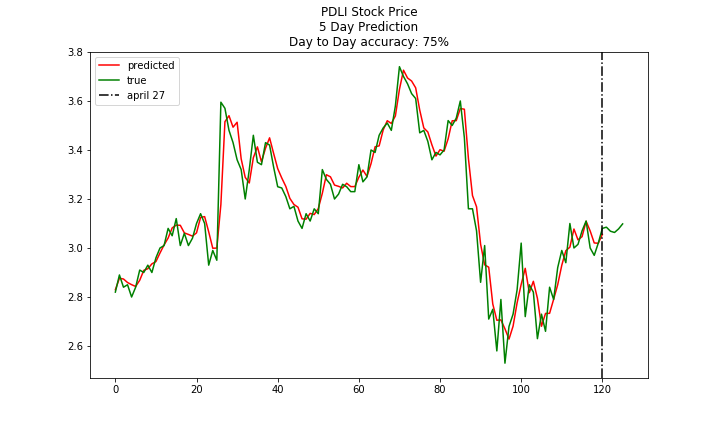 PDLI Stock Price
5 Day Prediction
Day to Day accuracy: 75%
predicted
true
april 27
3.8
3.6
3.4
3.2
3.0
2.8
2.6
0
20
40
60
80
100
120